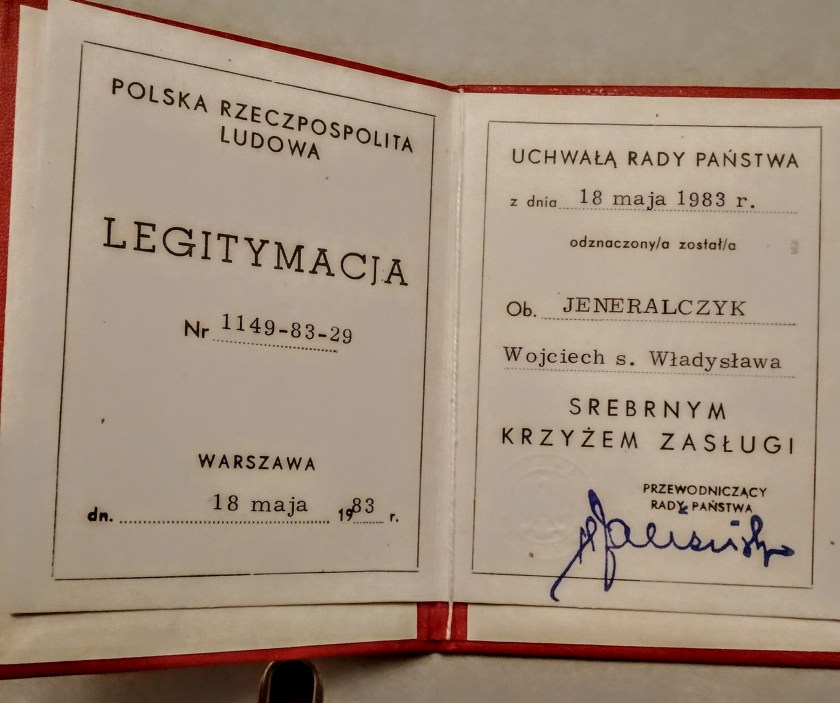 POLSKA RZECZPOSPOLITA
LUDOWA
LEGITYMACJA
Nr 1149-83-29
WARSZAWA
dn. 18 maja 1983 r.
UCHWAŁĄ RADY PAŃSTWA
z dnia 18 maja 1983 r.
odznaczony/a został/a
Ob. JENERALCZYK
Wojciech s. Władysława
SREBRNYM
KRZYŻEM ZASŁUGI
PRZEWODNICZĄCY
RADY PAŃSTWA